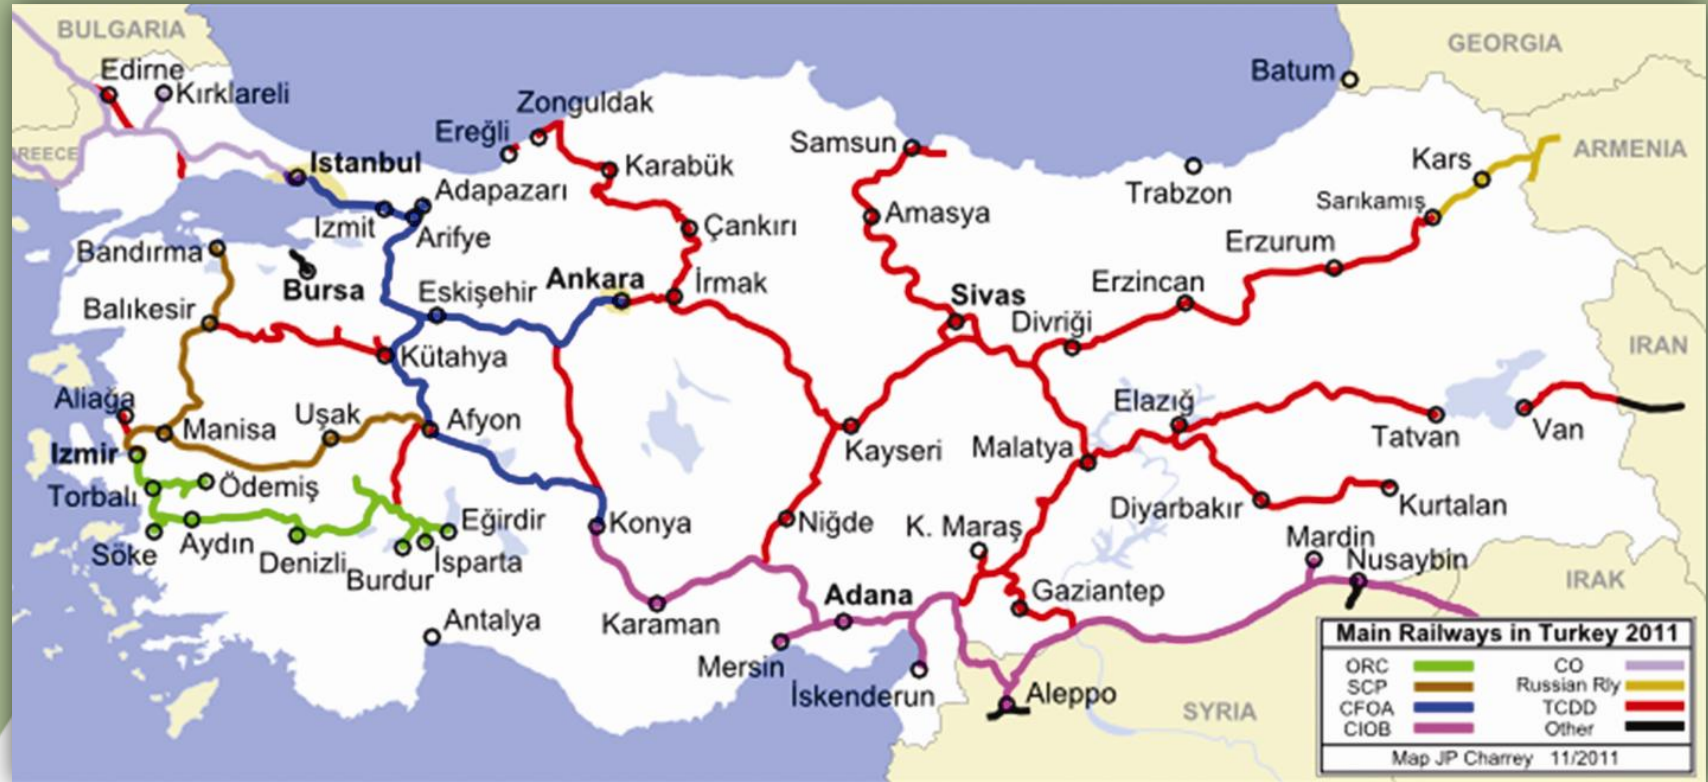 BULGARIA
GEORGIA
Edirne
Kırklareli
Batum
Zonguldak
Ereğli
Samsun
ARMENIA
REECE
Istanbul
Karabük
Kars
Adapazarı
Trabzon
Sarıkamış
Izmit
Arifye
Çankırı
Amasya
Bandırma
Erzurum
Bursa
Eskişehir
Ankara
İrmak
Erzincan
Balıkesir
Sivas
Divriği
IRAN
Kütahya
Aliağa
Uşak
Afyon
Elazığ
Manisa
Kayseri
Malatya
Tatvan
Van
Izmir
Torbalı
Ödemiş
Diyarbakır
Kurtalan
Eğirdir
Konya
Niğde
K. Maraş
Söke
Aydın
Denizli
Burdur
İsparta
Mardin
Nusaybin
IRAK
Antalya
Karaman
Adana
Gaziantep
Mersin
İskenderun
Aleppo
SYRIA
Main Railways in Turkey 2011
ORC CO
SCP Russian Rly
CFOA TCDD
CIOB Other
Map JP Charrey 11/2011